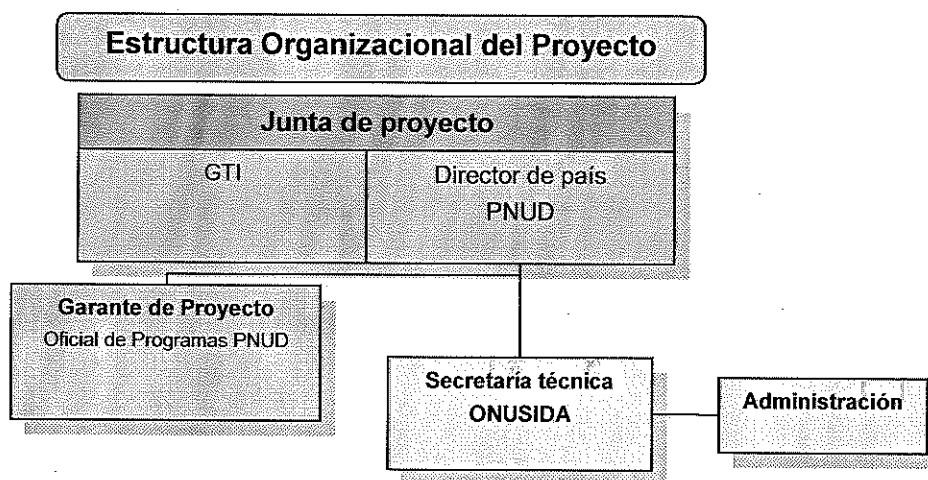 Estructura Organizacional del Proyecto
Junta de proyecto
GTI
Director de país
PNUD
Garante de Proyecto
Oficial de Programas PNUD
Secretaría técnica
ONUSIDA
Administración